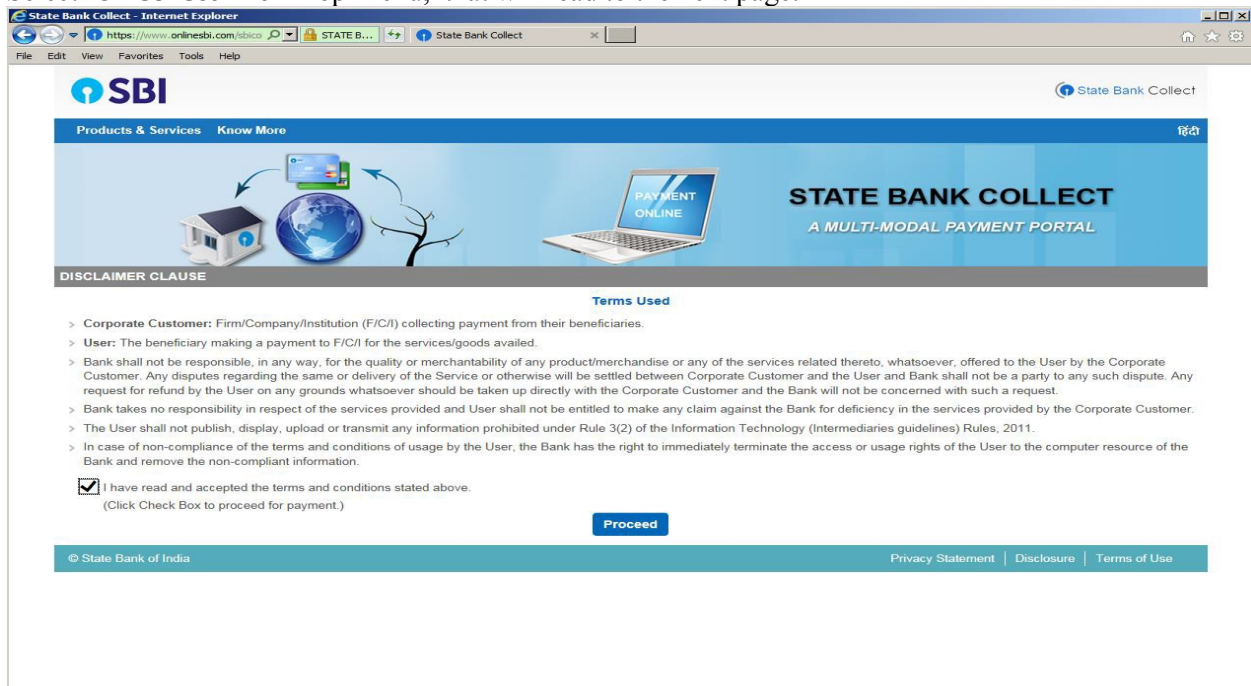 State Bank Collect - Internet Explorer
https://www.onlinesbi.com/sbico
STATE B...
State Bank Collect
File Edit View Favorites Tools Help
SBI
State Bank Collect
Products & Services Know More
हिंदी
PAYMENT
ONLINE
STATE BANK COLLECT
A MULTI-MODAL PAYMENT PORTAL
DISCLAIMER CLAUSE
Terms Used
> Corporate Customer: Firm/Company/Institution (F/C/I) collecting payment from their beneficiaries.
> User: The beneficiary making a payment to F/C/I for the services/goods availed.
> Bank shall not be responsible, in any way, for the quality or merchantability of any product/merchandise or any of the services related thereto, whatsoever, offered to the User by the Corporate
Customer. Any disputes regarding the same or delivery of the Service or otherwise will be settled between Corporate Customer and the User and Bank shall not be a party to any such dispute. Any
request for refund by the User on any grounds whatsoever should be taken up directly with the Corporate Customer and the Bank will not be concerned with such a request.
> Bank takes no responsibility in respect of the services provided and User shall not be entitled to make any claim against the Bank for deficiency in the services provided by the Corporate Customer.
> The User shall not publish, display, upload or transmit any information prohibited under Rule 3(2) of the Information Technology (Intermediaries guidelines) Rules, 2011.
> In case of non-compliance of the terms and conditions of usage by the User, the Bank has the right to immediately terminate the access or usage rights of the User to the computer resource of the
Bank and remove the non-compliant information.
I have read and accepted the terms and conditions stated above.
(Click Check Box to proceed for payment.)
Proceed
© State Bank of India
Privacy Statement | Disclosure | Terms of Use